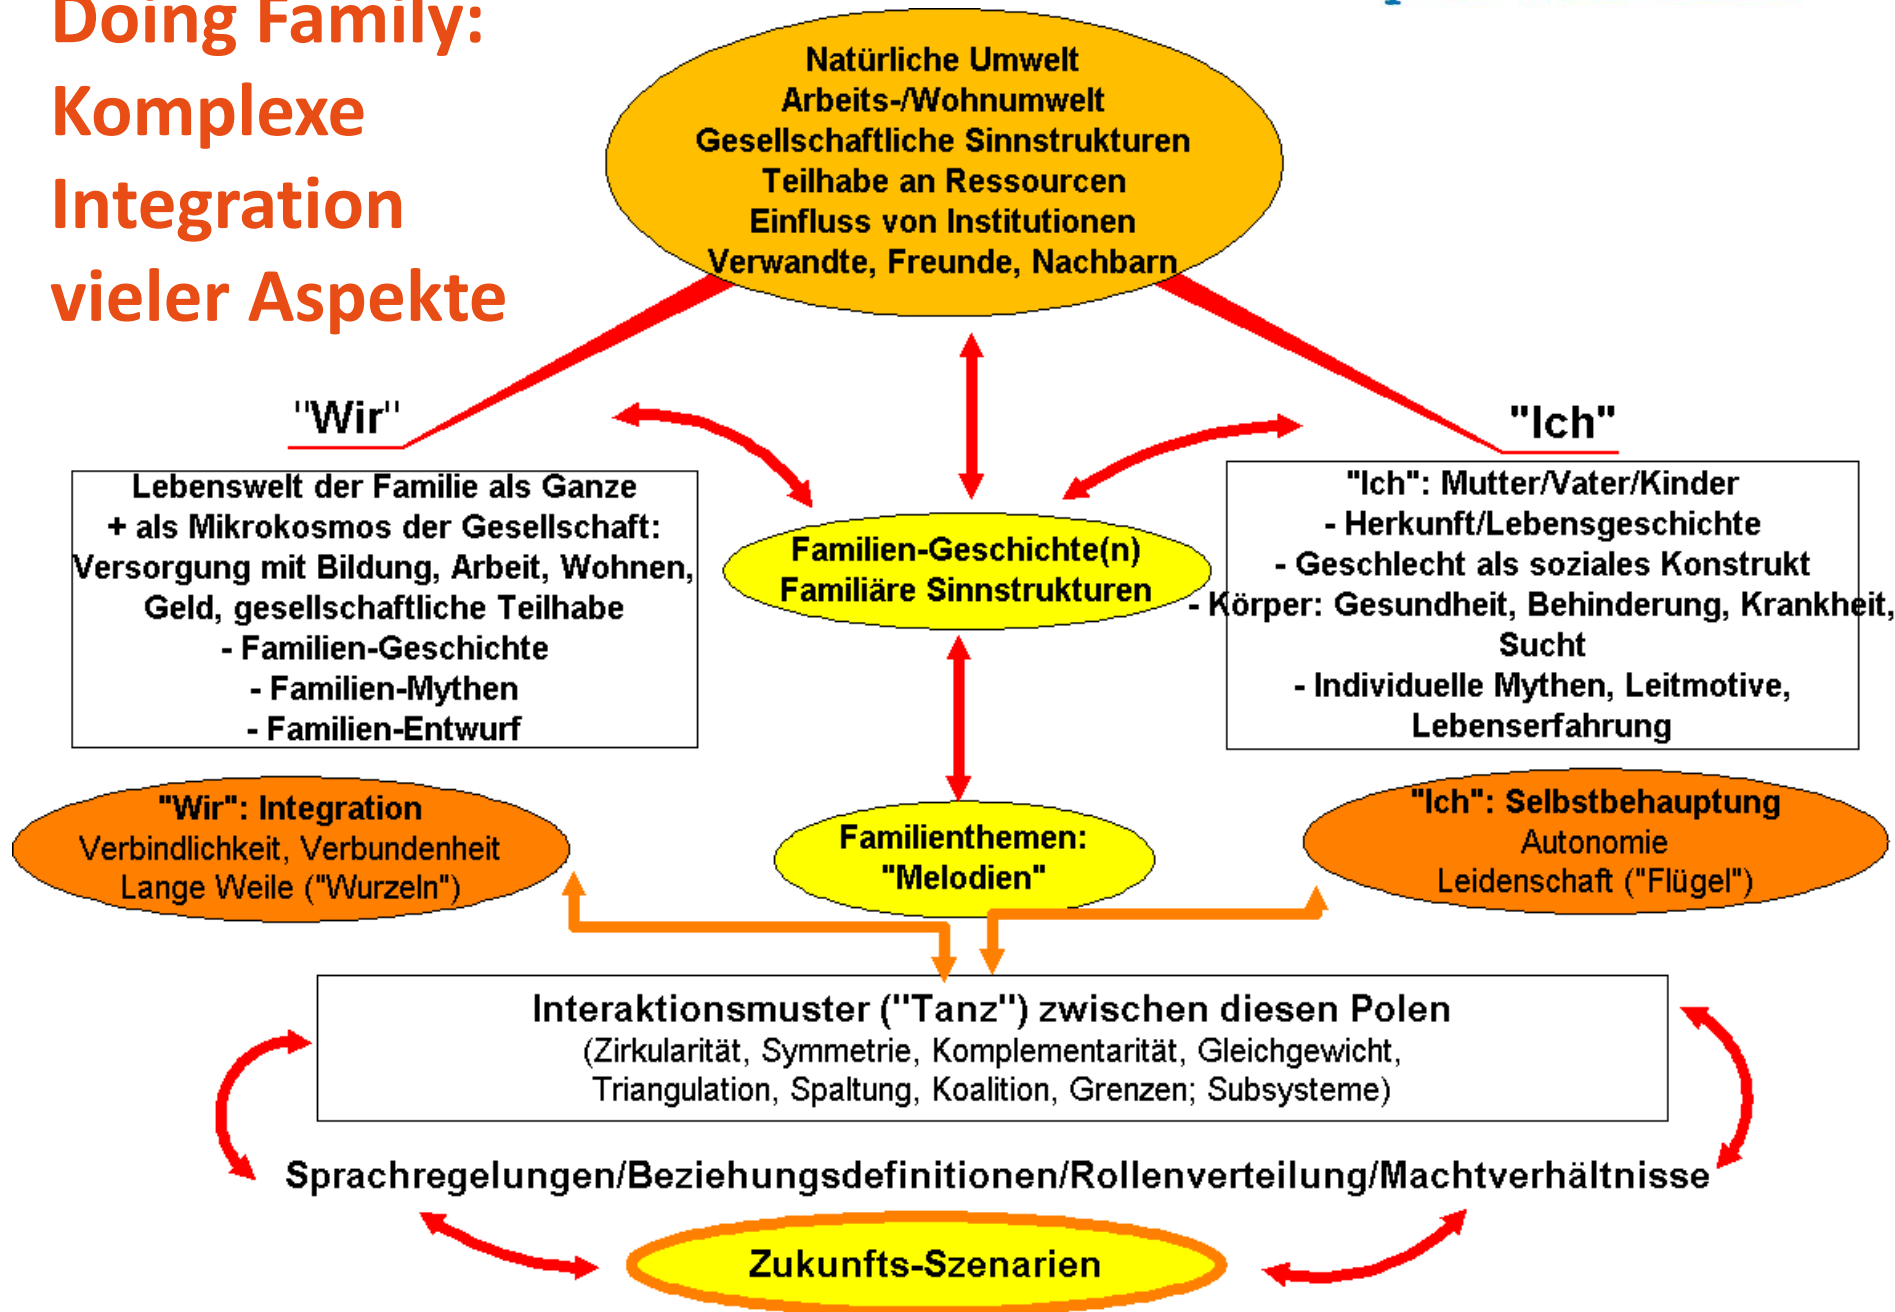 Doing Family:
Komplexe
Integration
vieler Aspekte
Natürliche Umwelt
Arbeits-/Wohnumwelt
Gesellschaftliche Sinnstrukturen
Teilhabe an Ressourcen
Einfluss von Institutionen
Verwandte, Freunde, Nachbarn
"Wir"
"Ich"
Lebenswelt der Familie als Ganze
+ als Mikrokosmos der Gesellschaft:
Versorgung mit Bildung, Arbeit, Wohnen,
Geld, gesellschaftliche Teilhabe
- Familien-Geschichte
- Familien-Mythen
- Familien-Entwurf
Familien-Geschichte(n)
Familiäre Sinnstrukturen
"Ich": Mutter/Vater/Kinder
- Herkunft/Lebensgeschichte
- Geschlecht als soziales Konstrukt
- Körper: Gesundheit, Behinderung, Krankheit,
Sucht
- Individuelle Mythen, Leitmotive,
Lebenserfahrung
"Wir": Integration
Verbindlichkeit, Verbundenheit
Lange Weile ("Wurzeln")
Familienthemen:
"Melodien"
"Ich": Selbstbehauptung
Autonomie
Leidenschaft ("Flügel")
Interaktionsmuster ("Tanz") zwischen diesen Polen
(Zirkularität, Symmetrie, Komplementarität, Gleichgewicht,
Triangulation, Spaltung, Koalition, Grenzen; Subsysteme)
Sprachregelungen/Beziehungsdefinitionen/Rollenverteilung/Machtverhältnisse
Zukunfts-Szenarien